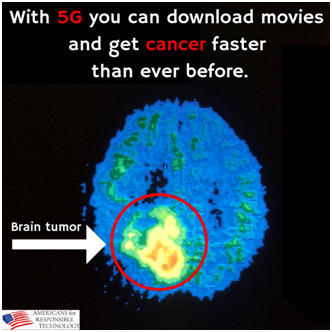 With 5G you can download movies
and get cancer faster
than ever before.
Brain tumor
AMERICANS for
RESPONSIBLE
TECHNOLOGY